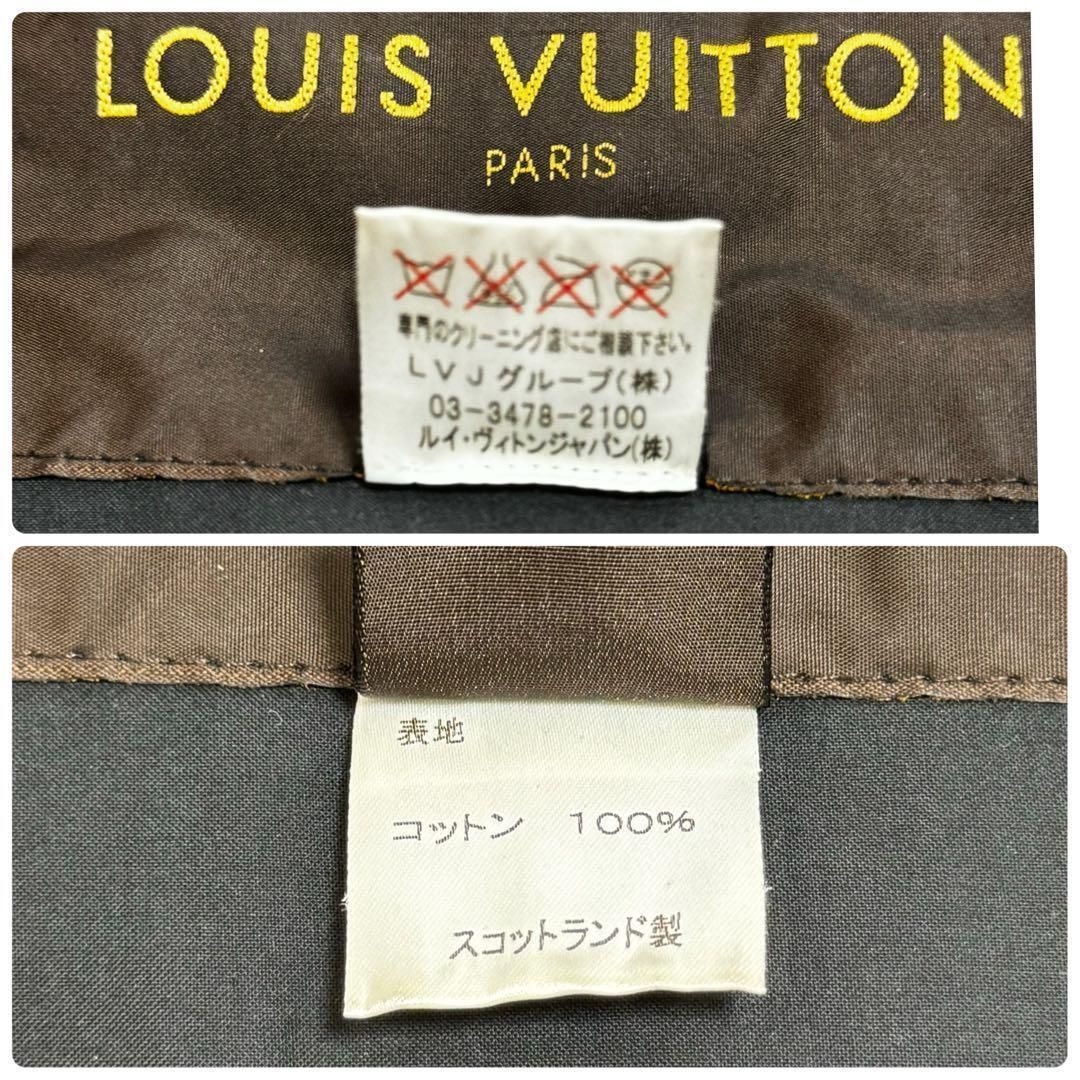 LOUIS VUITTON
PARIS
専門のクリーニング店にご相談下さい。
LVJグループ(株)
03-3478-2100
ルイ・ヴィトンジャパン(株)
表地
コットン 100%
スコットランド製